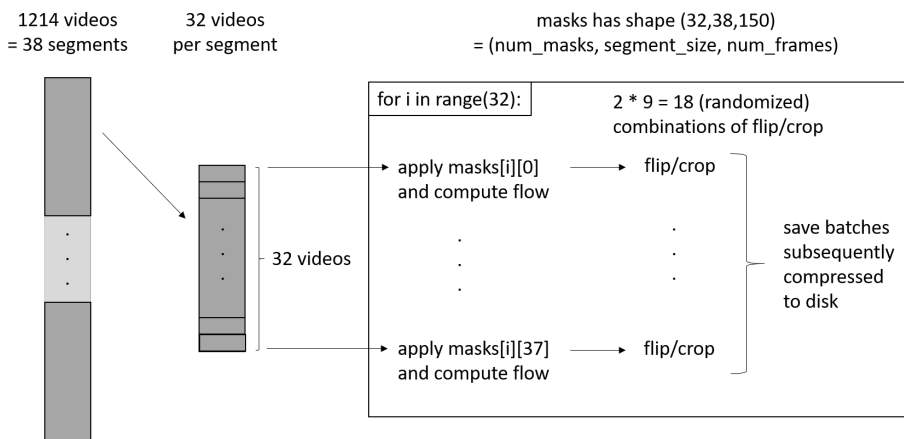 1214 videos
= 38 segments
32 videos
per segment
masks has shape (32,38,150)
= (num_masks, segment_size, num_frames)
for i in range(32):
2 * 9 = 18 (randomized)
combinations of flip/crop
apply masks[i][0]
and compute flow
flip/crop
32 videos
save batches
subsequently
compressed
to disk
apply masks[i][37]
and compute flow
flip/crop